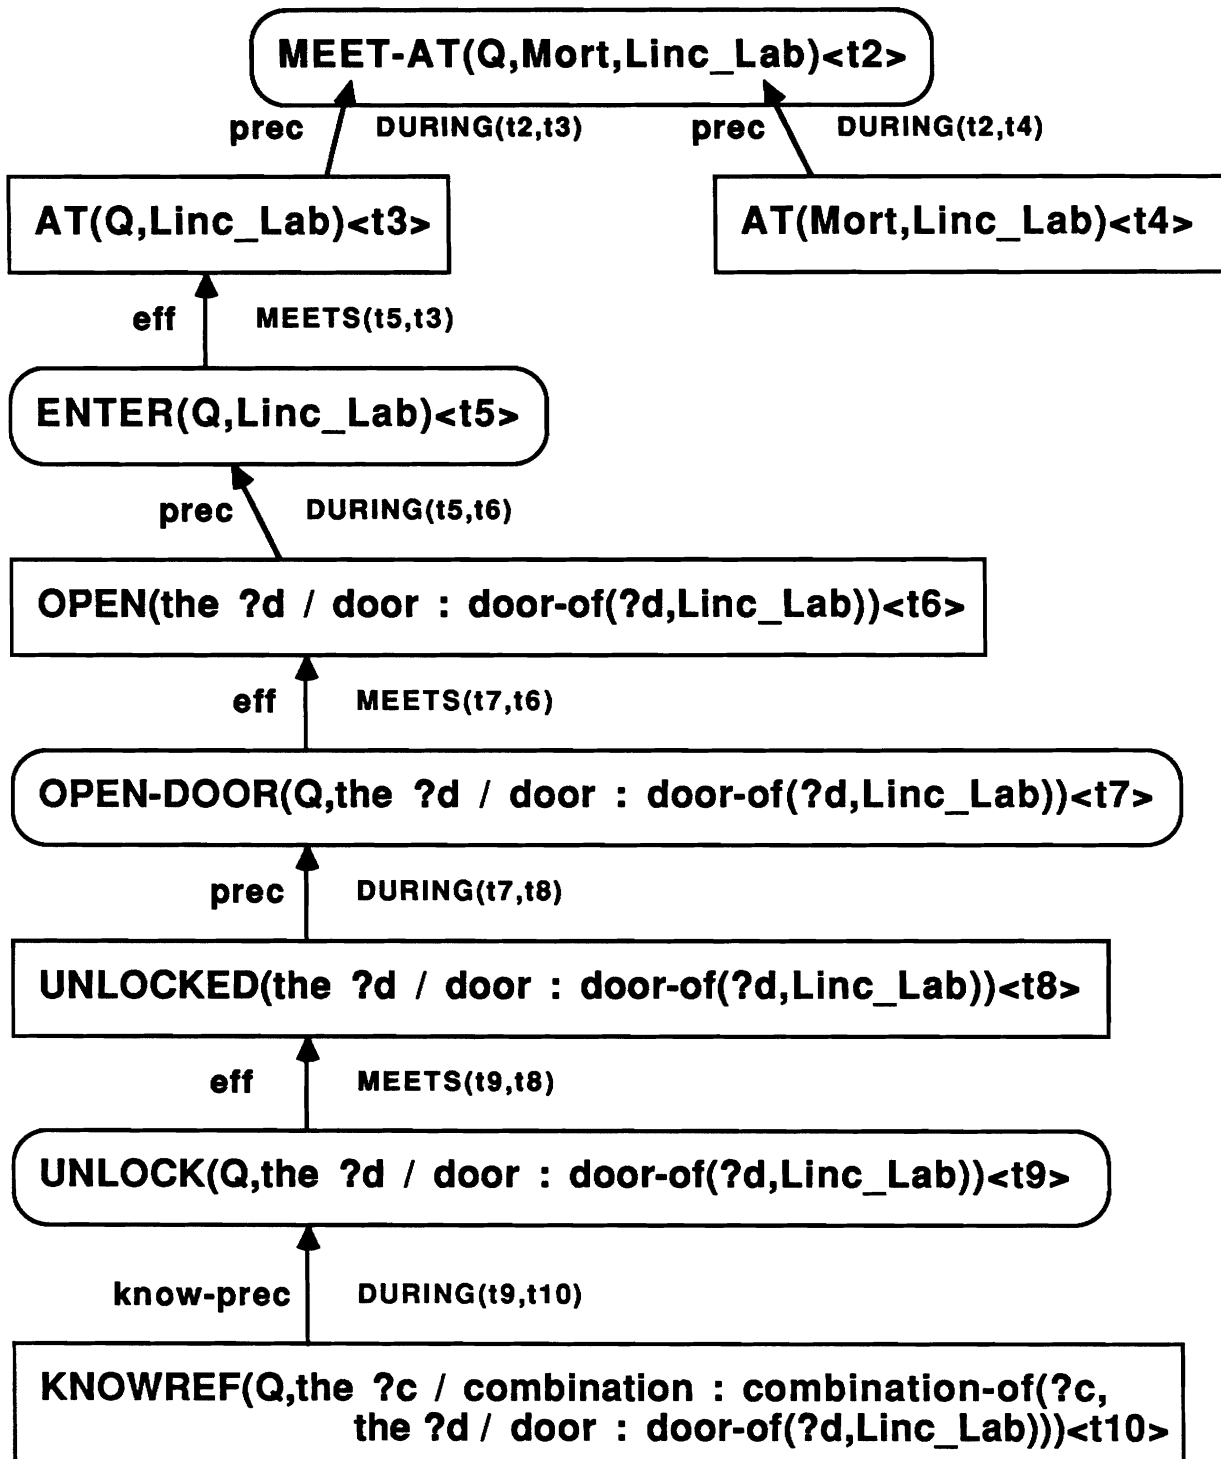 MEET-AT(Q,Mort,Linc_Lab)<t2>
prec DURING(t2,t3) prec DURING(t2,t4)
AT(Q,Linc_Lab)<t3> AT(Mort,Linc_Lab)<t4>
eff MEETS(t5,t3)
ENTER(Q,Linc_Lab)<t5>
prec DURING(t5,t6)
OPEN(the ?d / door : door-of(?d,Linc_Lab))<t6>
eff MEETS(t7,t6)
OPEN-DOOR(Q,the ?d / door : door-of(?d,Linc_Lab))<t7>
prec DURING(t7,t8)
UNLOCKED(the ?d / door : door-of(?d,Linc_Lab))<t8>
eff MEETS(t9,t8)
UNLOCK(Q,the ?d / door : door-of(?d,Linc_Lab))<t9>
know-prec DURING(t9,t10)
KNOWREF(Q,the ?c / combination : combination-of(?c,
the ?d / door : door-of(?d,Linc_Lab)))<t10>